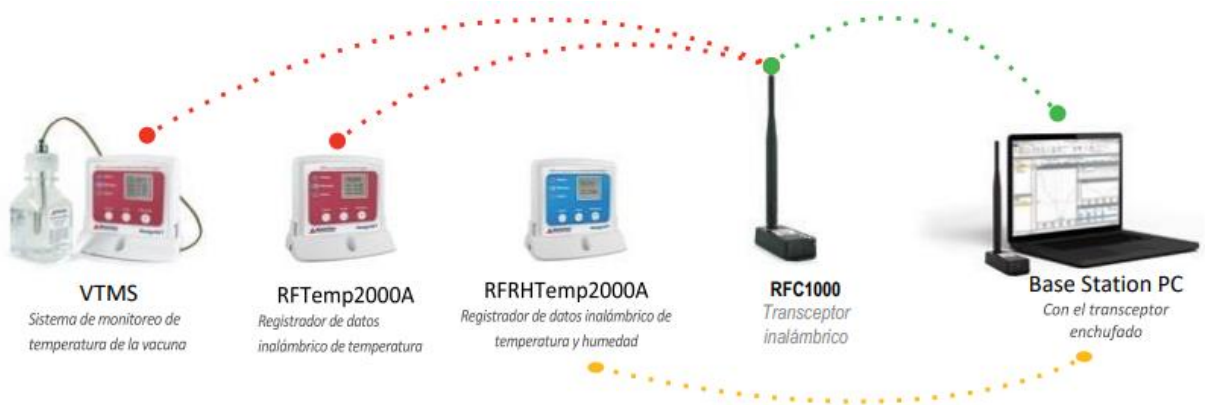 VTMS
Sistema de monitoreo de
temperatura de la vacuna
RFTemp2000A
Registrador de datos
inalámbrico de temperatura
RFRHTemp2000A
Registrador de datos inalámbrico de
temperatura y humedad
RFC1000
Transceptor
inalámbrico
Base Station PC
Con el transceptor
enchufado